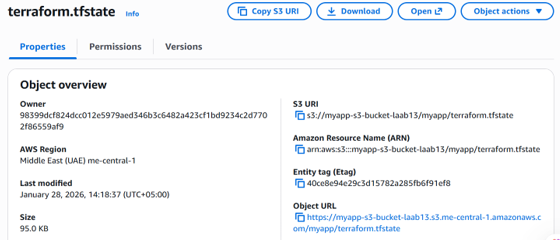 terraform.tfstate Info
Copy S3 URI Download Open Object actions
Properties Permissions Versions
Object overview
Owner
98399dcf824dcc012e5979aed346b3c6482a423cf1bd9234c2d770
2f86559af9
AWS Region
Middle East (UAE) me-central-1
Last modified
January 28, 2026, 14:18:37 (UTC+05:00)
Size
95.0 KB
S3 URI
s3://myapp-s3-bucket-laab13/myapp/terraform.tfstate
Amazon Resource Name (ARN)
arn:aws:s3:::myapp-s3-bucket-laab13/myapp/terraform.tfstate
Entity tag (Etag)
40ce8e94e29c3d15782a285fb6f91ef8
Object URL
https://myapp-s3-bucket-laab13.s3.me-central-1.amazonaws.c
om/myapp/terraform.tfstate